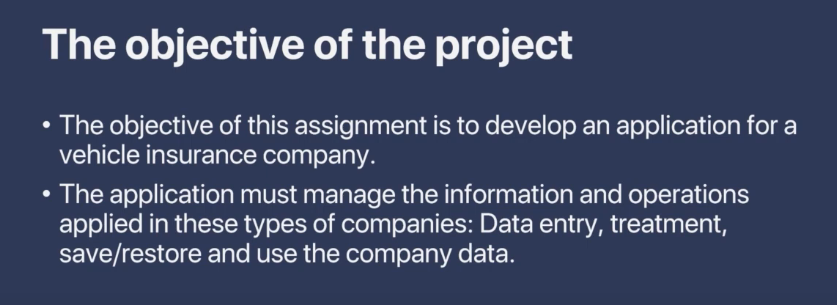 The objective of the project
• The objective of this assignment is to develop an application for a
vehicle insurance company.
• The application must manage the information and operations
applied in these types of companies: Data entry, treatment,
save/restore and use the company data.